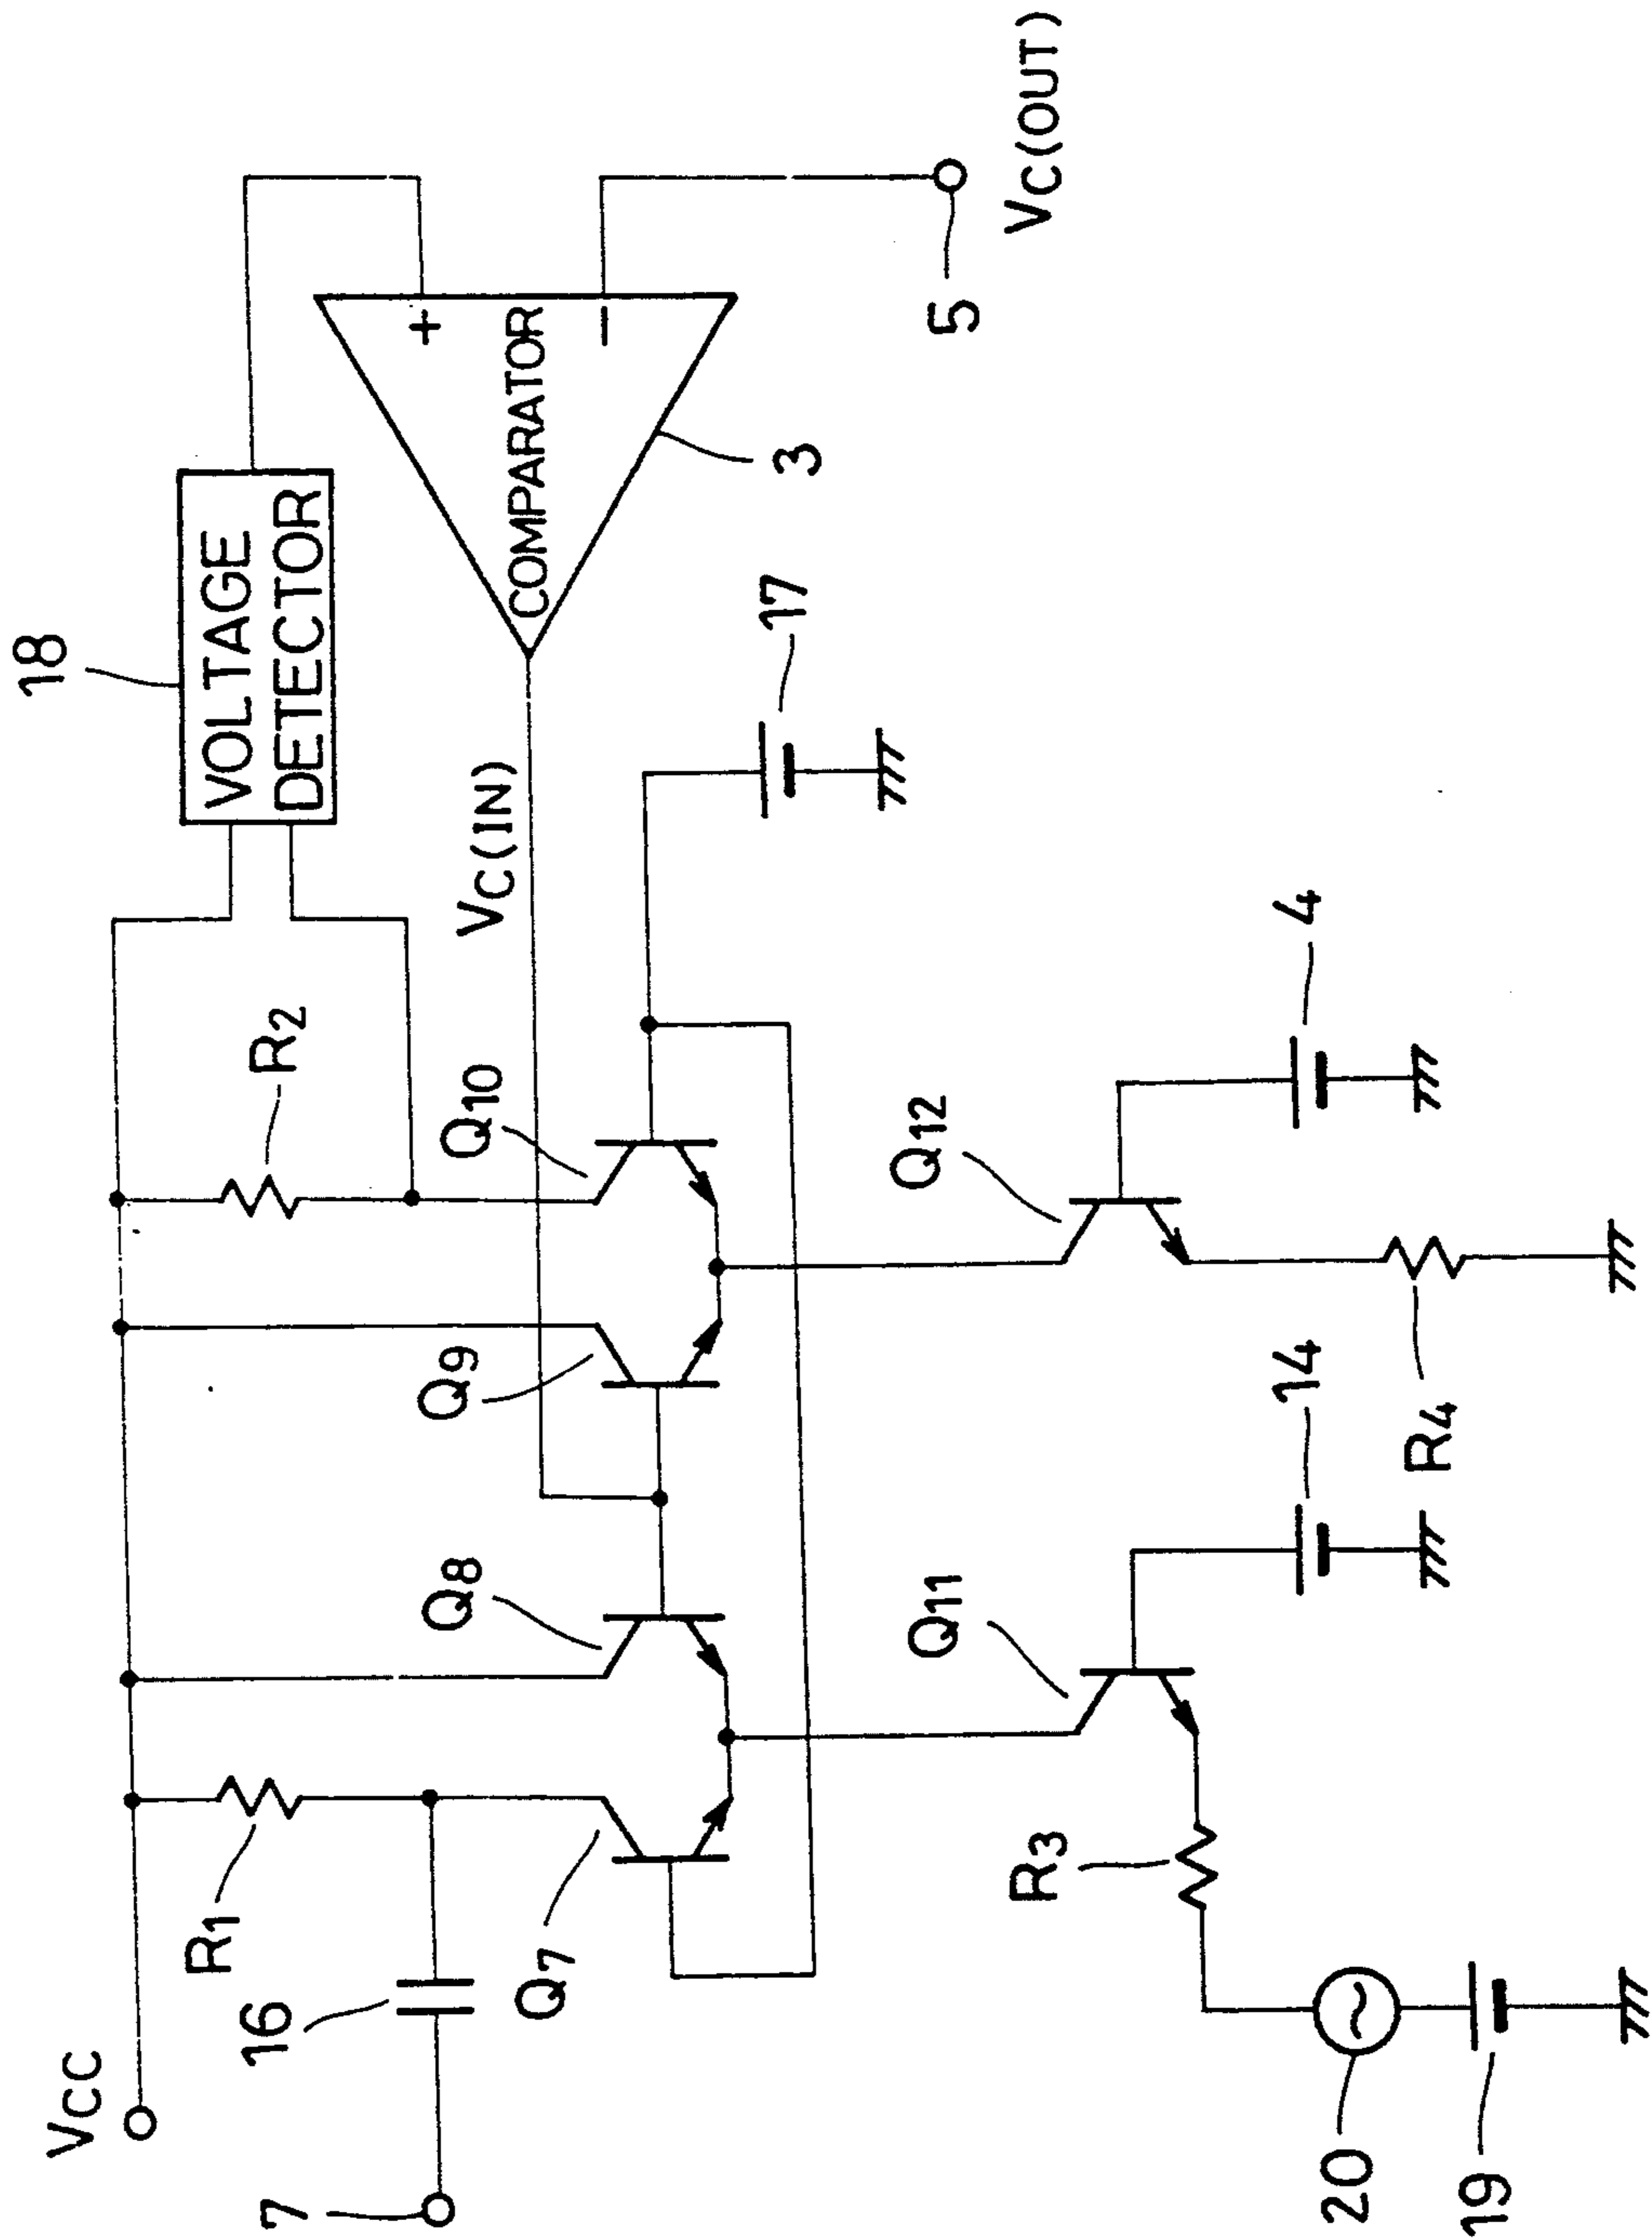 18
VOLTAGE
DETECTOR
VCC
R1
R2
16
7
VC(IN)
+
COMPARATOR
−
3
5
VC(OUT)
Q7
Q8
Q9
Q10
17
Q11
Q12
R3
14
4
R4
20
19